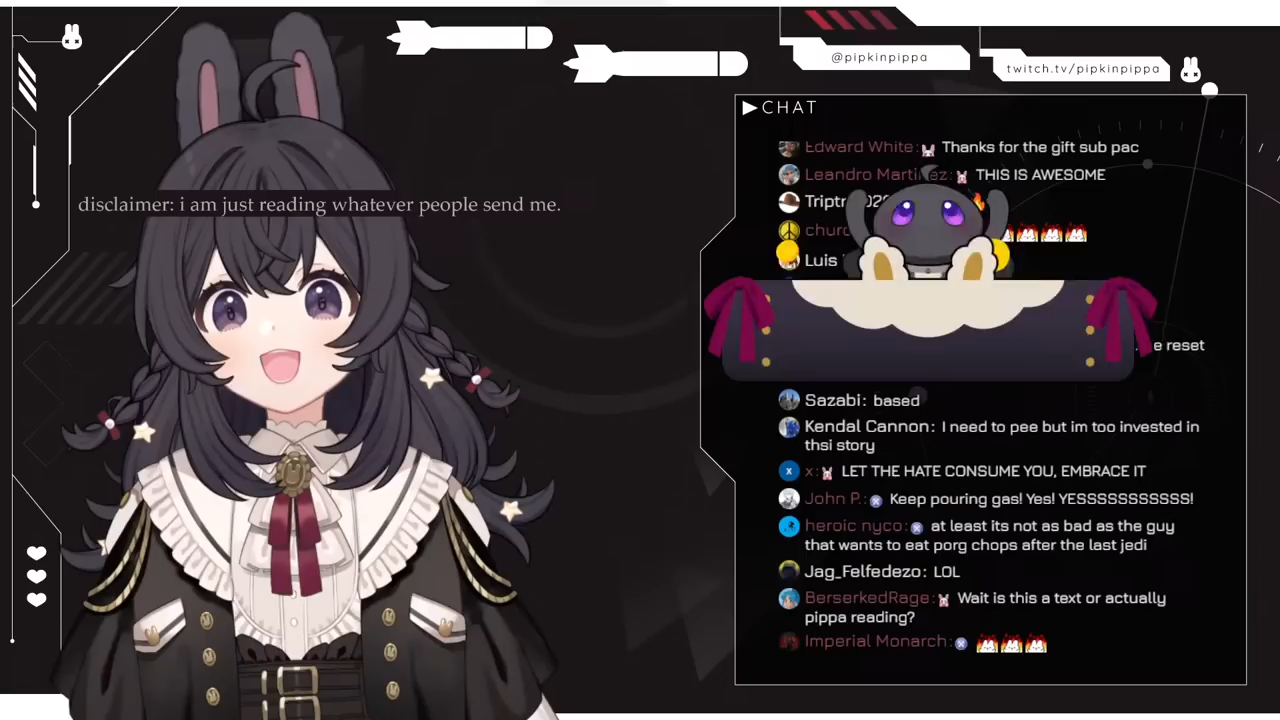 @pipkinpippa
twitch.tv/pipkinpippa
▶CHAT
Edward White: Thanks for the gift sub pac
Leandro Martinez: THIS IS AWESOME
disclaimer: i am just reading whatever people send me.
Luis
e reset
Sazabi: based
Kendal Cannon: I need to pee but im too invested in
thsi story
x: LET THE HATE CONSUME YOU, EMBRACE IT
John P.: Keep pouring gas! Yes! YESSSSSSSSSSS!
heroic nyco: at least its not as bad as the guy
that wants to eat porg chops after the last jedi
Jag_Felfedezo: LOL
BerserkedRage: Wait is this a text or actually
pippa reading?
Imperial Monarch: